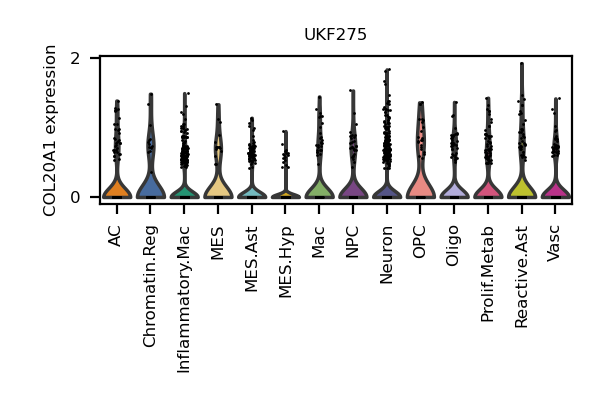 UKF275
COL20A1 expression
2
0
AC
Chromatin.Reg
Inflammatory.Mac
MES
MES.Ast
MES.Hyp
Mac
NPC
Neuron
OPC
Oligo
Prolif.Metab
Reactive.Ast
Vasc